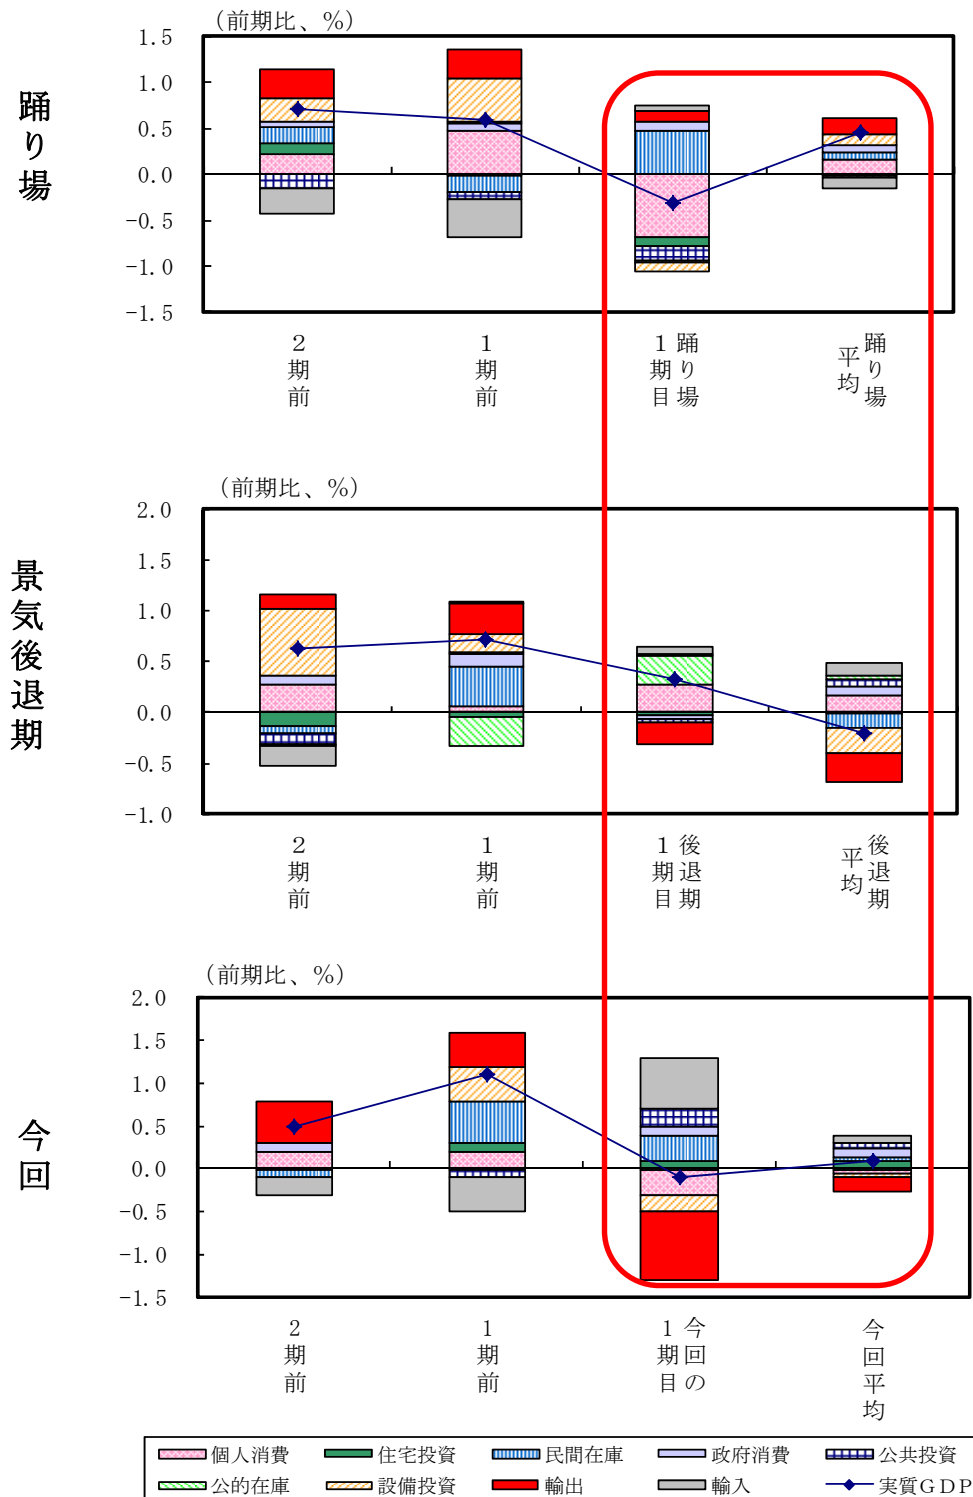 踊り場
（前期比、％）
1.5
1.0
0.5
0.0
-0.5
-1.0
-1.5
２期前
１期前
踊り場
１期目
踊り場
平均
景気後退期
（前期比、％）
2.0
1.5
1.0
0.5
0.0
-0.5
-1.0
２期前
１期前
後退期
１期目
後退期
平均
今回
（前期比、％）
2.0
1.5
1.0
0.5
0.0
-0.5
-1.0
-1.5
２期前
１期前
今回の
１期目
今回平均
個人消費 住宅投資 民間在庫 政府消費 公共投資
公的在庫 設備投資 輸出 輸入 実質ＧＤＰ